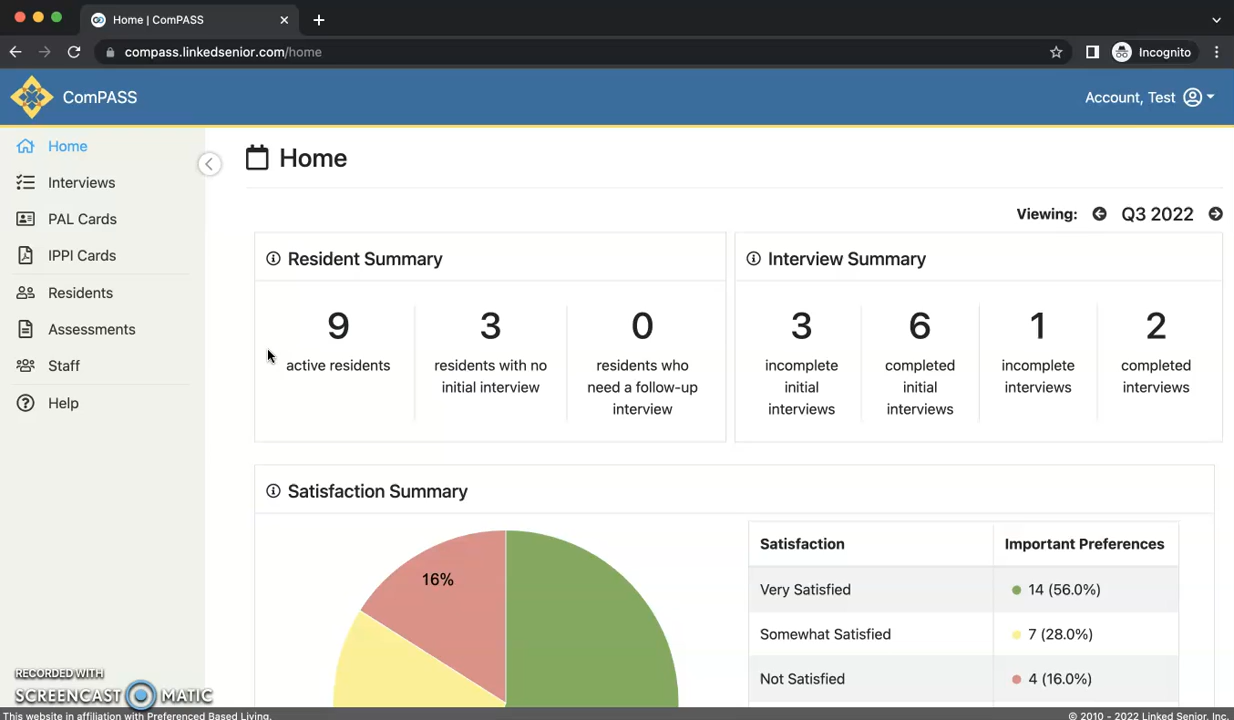 Home | ComPASS
compass.linkedsenior.com/home
Incognito
ComPASS
Account, Test
Home
Interviews
PAL Cards
IPPI Cards
Residents
Assessments
Staff
Help
Home
Viewing: Q3 2022
Resident Summary
9
active residents
3
residents with no
initial interview
0
residents who
need a follow-up
interview
Interview Summary
3
incomplete
initial
interviews
6
completed
initial
interviews
1
incomplete
interviews
2
completed
interviews
Satisfaction Summary
16%
Satisfaction Important Preferences
Very Satisfied 14 (56.0%)
Somewhat Satisfied 7 (28.0%)
Not Satisfied 4 (16.0%)
RECORDED WITH
SCREENCAST MATIC
This website in affiliation with Preferenced Based Living.
© 2010 - 2022 Linked Senior, Inc.